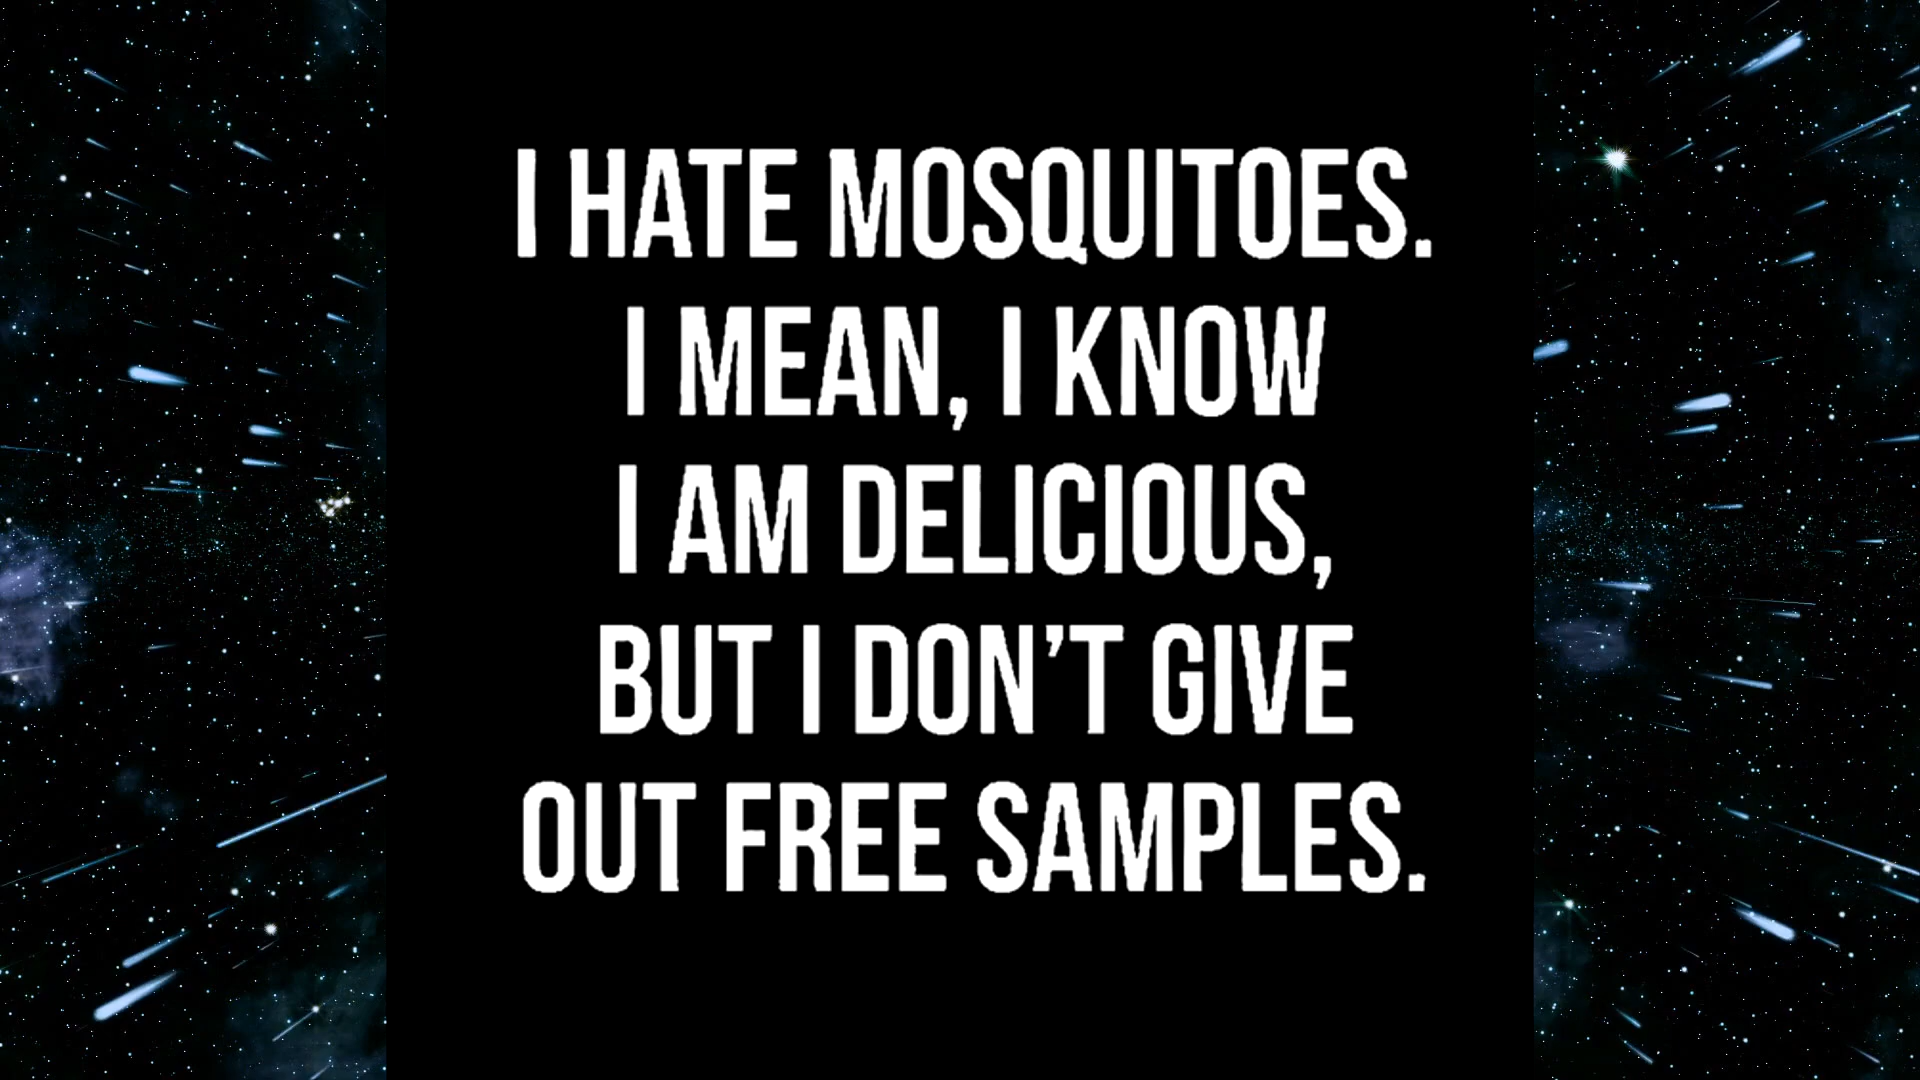 I HATE MOSQUITOES.
I MEAN, I KNOW
I AM DELICIOUS,
BUT I DON’T GIVE
OUT FREE SAMPLES.